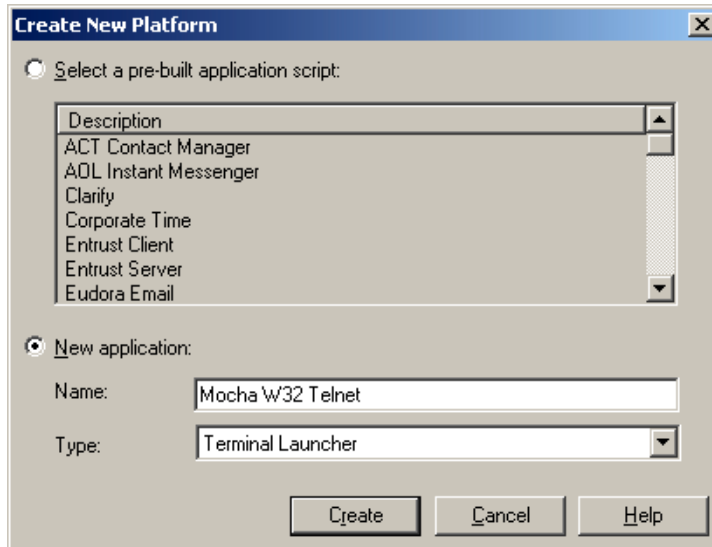 Create New Platform
Select a pre-built application script:
Description
ACT Contact Manager
AOL Instant Messenger
Clarify
Corporate Time
Entrust Client
Entrust Server
Eudora Email
New application:
Name: Mocha W32 Telnet
Type: Terminal Launcher
Create Cancel Help